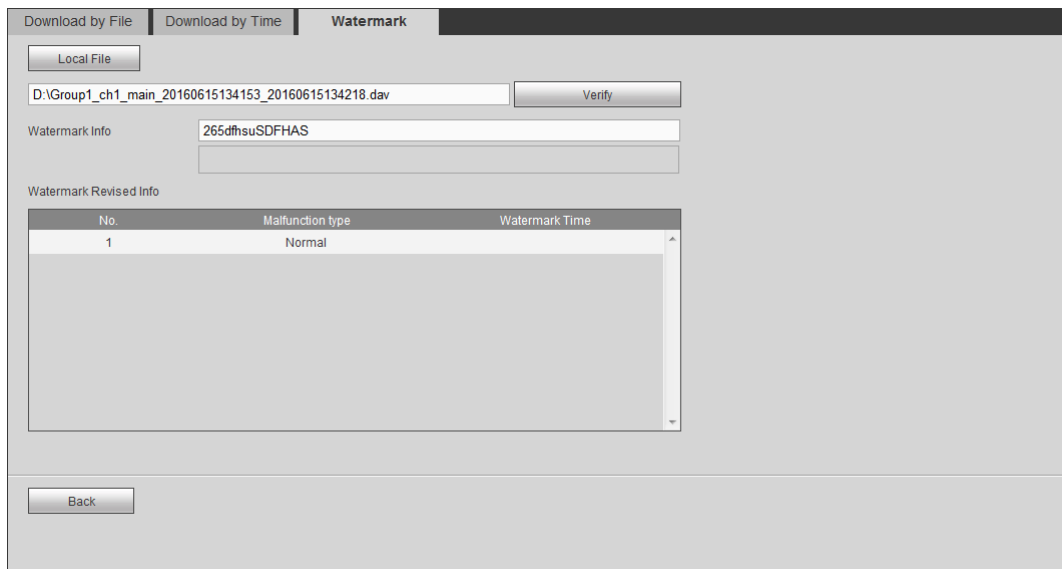 Download by File Download by Time Watermark
Local File
D:\Group1_ch1_main_20160615134153_20160615134218.dav Verify
Watermark Info 265dfhsuSDFHAS
Watermark Revised Info
No. Malfunction type Watermark Time
1 Normal
Back